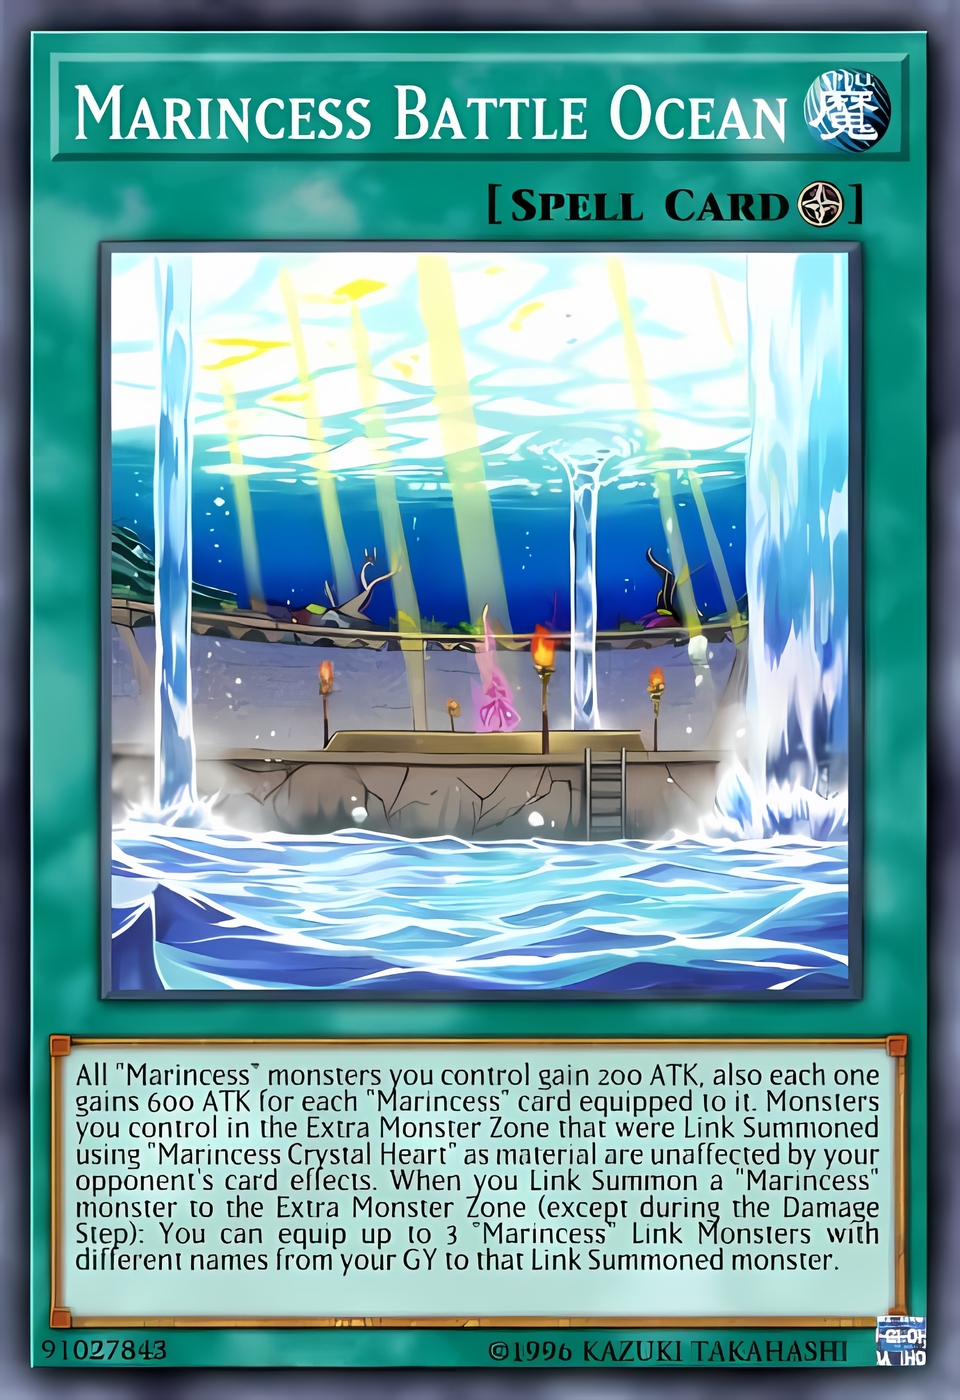 MARINCESS BATTLE OCEAN
魔
[SPELL CARD]
All "Marincess" monsters you control gain 200 ATK, also each one
gains 600 ATK for each "Marincess" card equipped to it. Monsters
you control in the Extra Monster Zone that were Link Summoned
using "Marincess Crystal Heart" as material are unaffected by your
opponent's card effects. When you Link Summon a "Marincess"
monster to the Extra Monster Zone (except during the Damage
Step): You can equip up to 3 "Marincess" Link Monsters with
different names from your GY to that Link Summoned monster.
91027843
©1996 KAZUKI TAKAHASHI